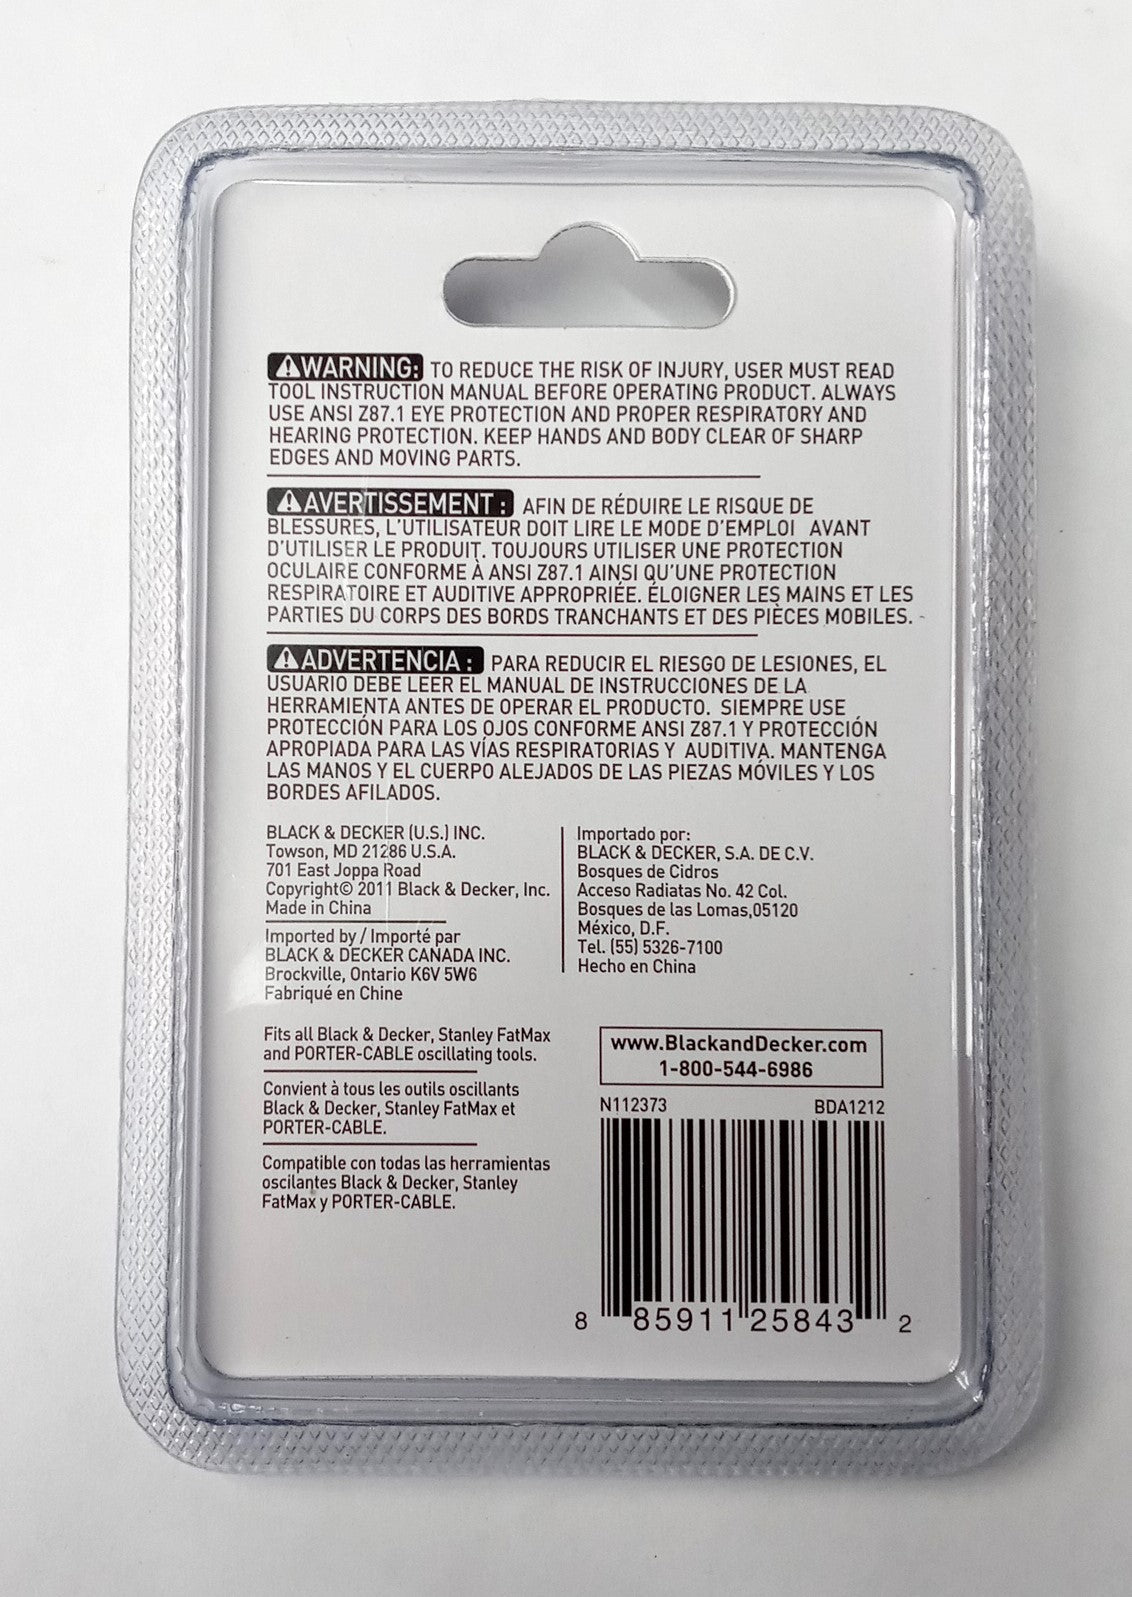 ⚠WARNING: TO REDUCE THE RISK OF INJURY, USER MUST READ
TOOL INSTRUCTION MANUAL BEFORE OPERATING PRODUCT. ALWAYS
USE ANSI Z87.1 EYE PROTECTION AND PROPER RESPIRATORY AND
HEARING PROTECTION. KEEP HANDS AND BODY CLEAR OF SHARP
EDGES AND MOVING PARTS.
⚠AVERTISSEMENT : AFIN DE RÉDUIRE LE RISQUE DE
BLESSURES, L'UTILISATEUR DOIT LIRE LE MODE D'EMPLOI AVANT
D'UTILISER LE PRODUIT. TOUJOURS UTILISER UNE PROTECTION
OCULAIRE CONFORME À ANSI Z87.1 AINSI QU'UNE PROTECTION
RESPIRATOIRE ET AUDITIVE APPROPRIÉE. ÉLOIGNER LES MAINS ET LES
PARTIES DU CORPS DES BORDS TRANCHANTS ET DES PIÈCES MOBILES.
⚠ADVERTENCIA : PARA REDUCIR EL RIESGO DE LESIONES, EL
USUARIO DEBE LEER EL MANUAL DE INSTRUCCIONES DE LA
HERRAMIENTA ANTES DE OPERAR EL PRODUCTO. SIEMPRE USE
PROTECCIÓN PARA LOS OJOS CONFORME ANSI Z87.1 Y PROTECCIÓN
APROPIADA PARA LAS VÍAS RESPIRATORIAS Y AUDITIVA. MANTENGA
LAS MANOS Y EL CUERPO ALEJADOS DE LAS PIEZAS MÓVILES Y LOS
BORDES AFILADOS.
BLACK & DECKER (U.S.) INC.
Towson, MD 21286 U.S.A.
701 East Joppa Road
Copyright© 2011 Black & Decker, Inc.
Made in China
Imported by / Importé par
BLACK & DECKER CANADA INC.
Brockville, Ontario K6V 5W6
Fabriqué en Chine
Importado por:
BLACK & DECKER, S.A. DE C.V.
Bosques de Cidros
Acceso Radiatas No. 42 Col.
Bosques de las Lomas,05120
México, D.F.
Tel. (55) 5326-7100
Hecho en China
Fits all Black & Decker, Stanley FatMax
and PORTER-CABLE oscillating tools.
Convient à tous les outils oscillants
Black & Decker, Stanley FatMax et
PORTER-CABLE.
Compatible con todas las herramientas
oscilantes Black & Decker, Stanley
FatMax y PORTER-CABLE.
www.BlackandDecker.com
1-800-544-6986
N112373 BDA1212
8 85911 25843 2